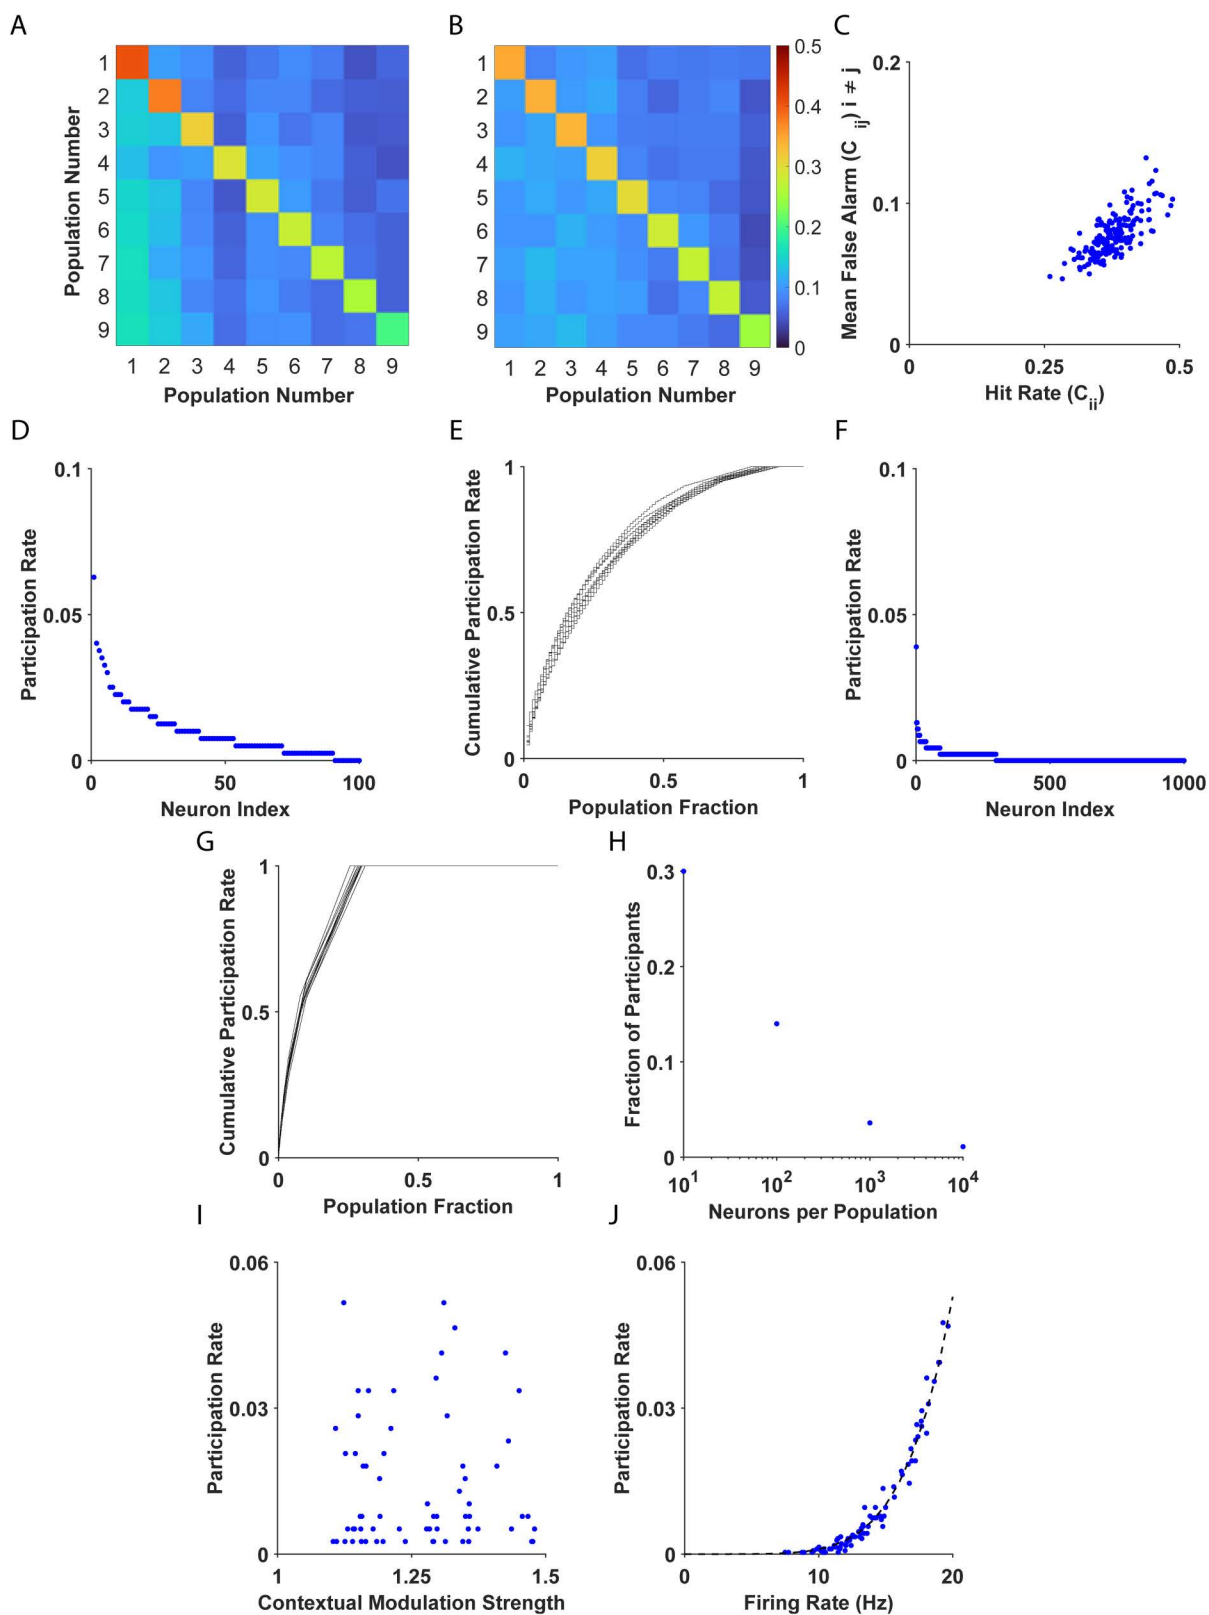 A
B
C
1
2
3
4
5
6
7
8
9
Population Number
1 2 3 4 5 6 7 8 9
Population Number
1
2
3
4
5
6
7
8
9
1 2 3 4 5 6 7 8 9
Population Number
0.5
0.4
0.3
0.2
0.1
0
Mean False Alarm (C ij) i ≠ j
0.2
0.1
0
0 0.25 0.5
Hit Rate (Cii)
D
E
F
Participation Rate
0.1
0.05
0
0 50 100
Neuron Index
Cumulative Participation Rate
1
0.5
0
0 0.5 1
Population Fraction
Participation Rate
0.1
0.05
0
0 500 1000
Neuron Index
G
H
Cumulative Participation Rate
1
0.5
0
0 0.5 1
Population Fraction
Fraction of Participants
0.3
0.2
0.1
0
10^1 10^2 10^3 10^4
Neurons per Population
I
J
Participation Rate
0.06
0.03
0
1 1.25 1.5
Contextual Modulation Strength
Participation Rate
0.06
0.03
0
0 10 20
Firing Rate (Hz)